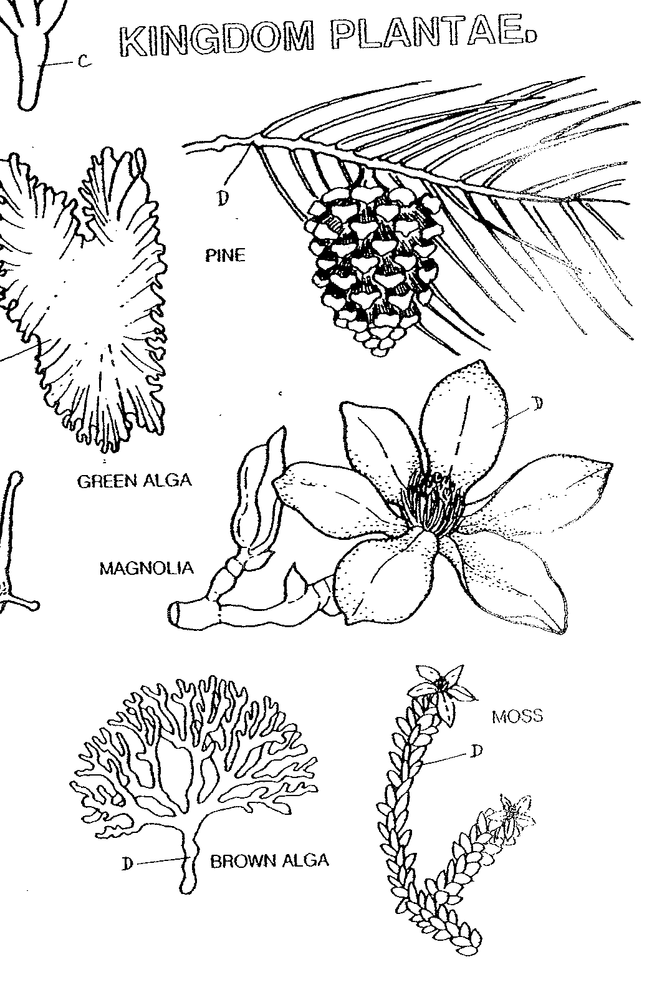 KINGDOM PLANTAE D
C
D
PINE
D
GREEN ALGA
MAGNOLIA
MOSS
D
D
BROWN ALGA